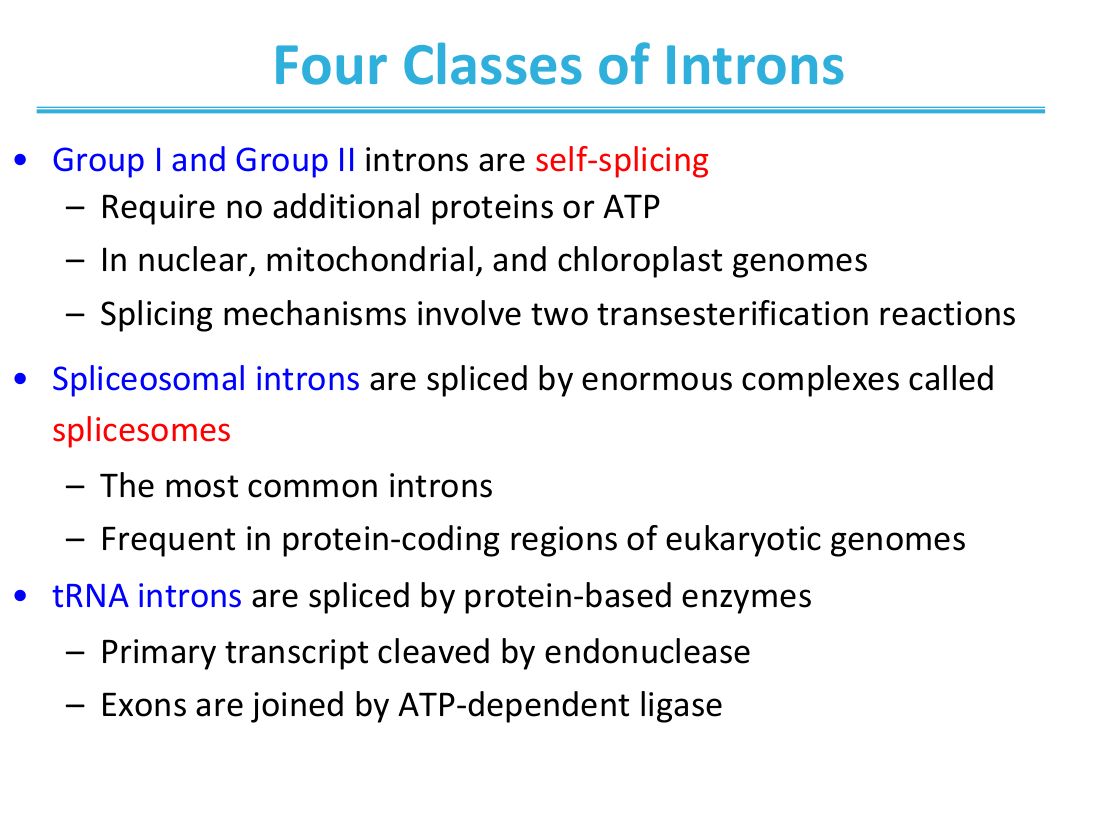 Four Classes of Introns
• Group I and Group II introns are self-splicing
– Require no additional proteins or ATP
– In nuclear, mitochondrial, and chloroplast genomes
– Splicing mechanisms involve two transesterification reactions
• Spliceosomal introns are spliced by enormous complexes called
splicesomes
– The most common introns
– Frequent in protein-coding regions of eukaryotic genomes
• tRNA introns are spliced by protein-based enzymes
– Primary transcript cleaved by endonuclease
– Exons are joined by ATP-dependent ligase